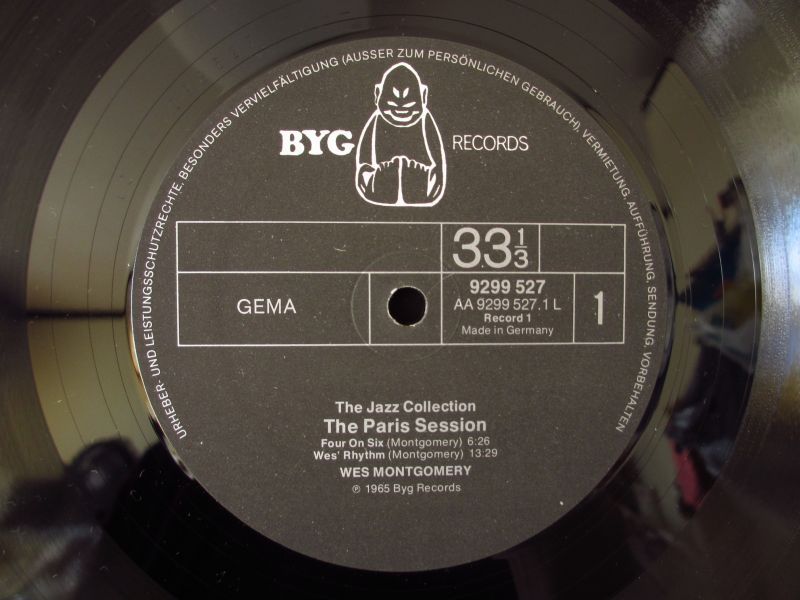 URHEBER- UND LEISTUNGSSCHUTZRECHTE, BESONDERS VERVIELFÄLTIGUNG (AUSSER ZUM PERSÖNLICHEN GEBRAUCH), VERMIETUNG, AUFFÜHRUNG, SENDUNG, VORBEHALTEN
BYG RECORDS
33 1/3
GEMA
9299 527
AA 9299 527.1 L
Record 1
Made in Germany
1
The Jazz Collection
The Paris Session
Four On Six (Montgomery) 6:26
Wes' Rhythm (Montgomery) 13:29
WES MONTGOMERY
℗ 1965 Byg Records